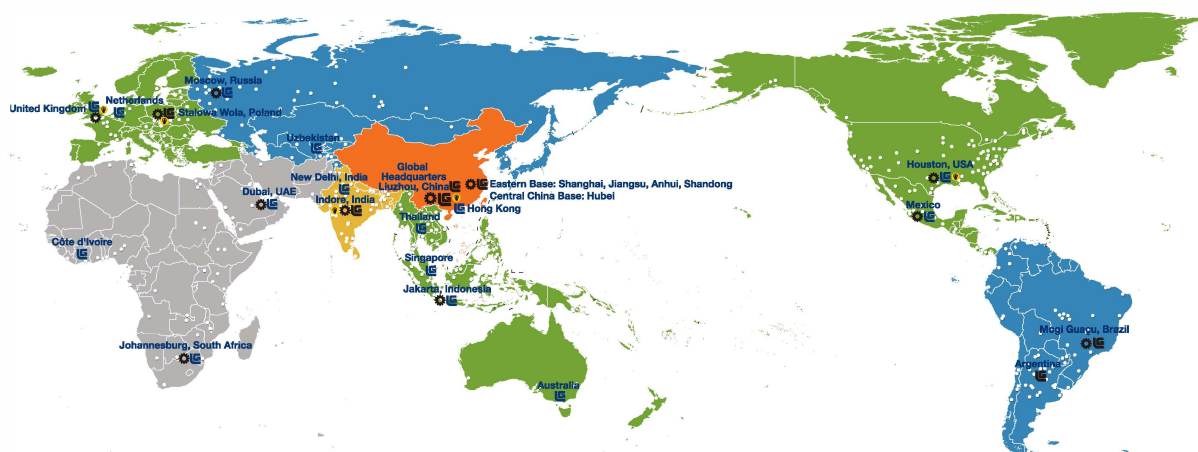 Moscow, Russia
Netherlands
United Kingdom
Stalowa Wola, Poland
Uzbekistan
Global
Headquarters
Liuzhou, China
Eastern Base: Shanghai, Jiangsu, Anhui, Shandong
Central China Base: Hubei
Hong Kong
New Delhi, India
Indore, India
Dubai, UAE
Thailand
Côte d'Ivoire
Singapore
Jakarta, Indonesia
Johannesburg, South Africa
Australia
Houston, USA
Mexico
Mogi Guaçu, Brazil
Argentina